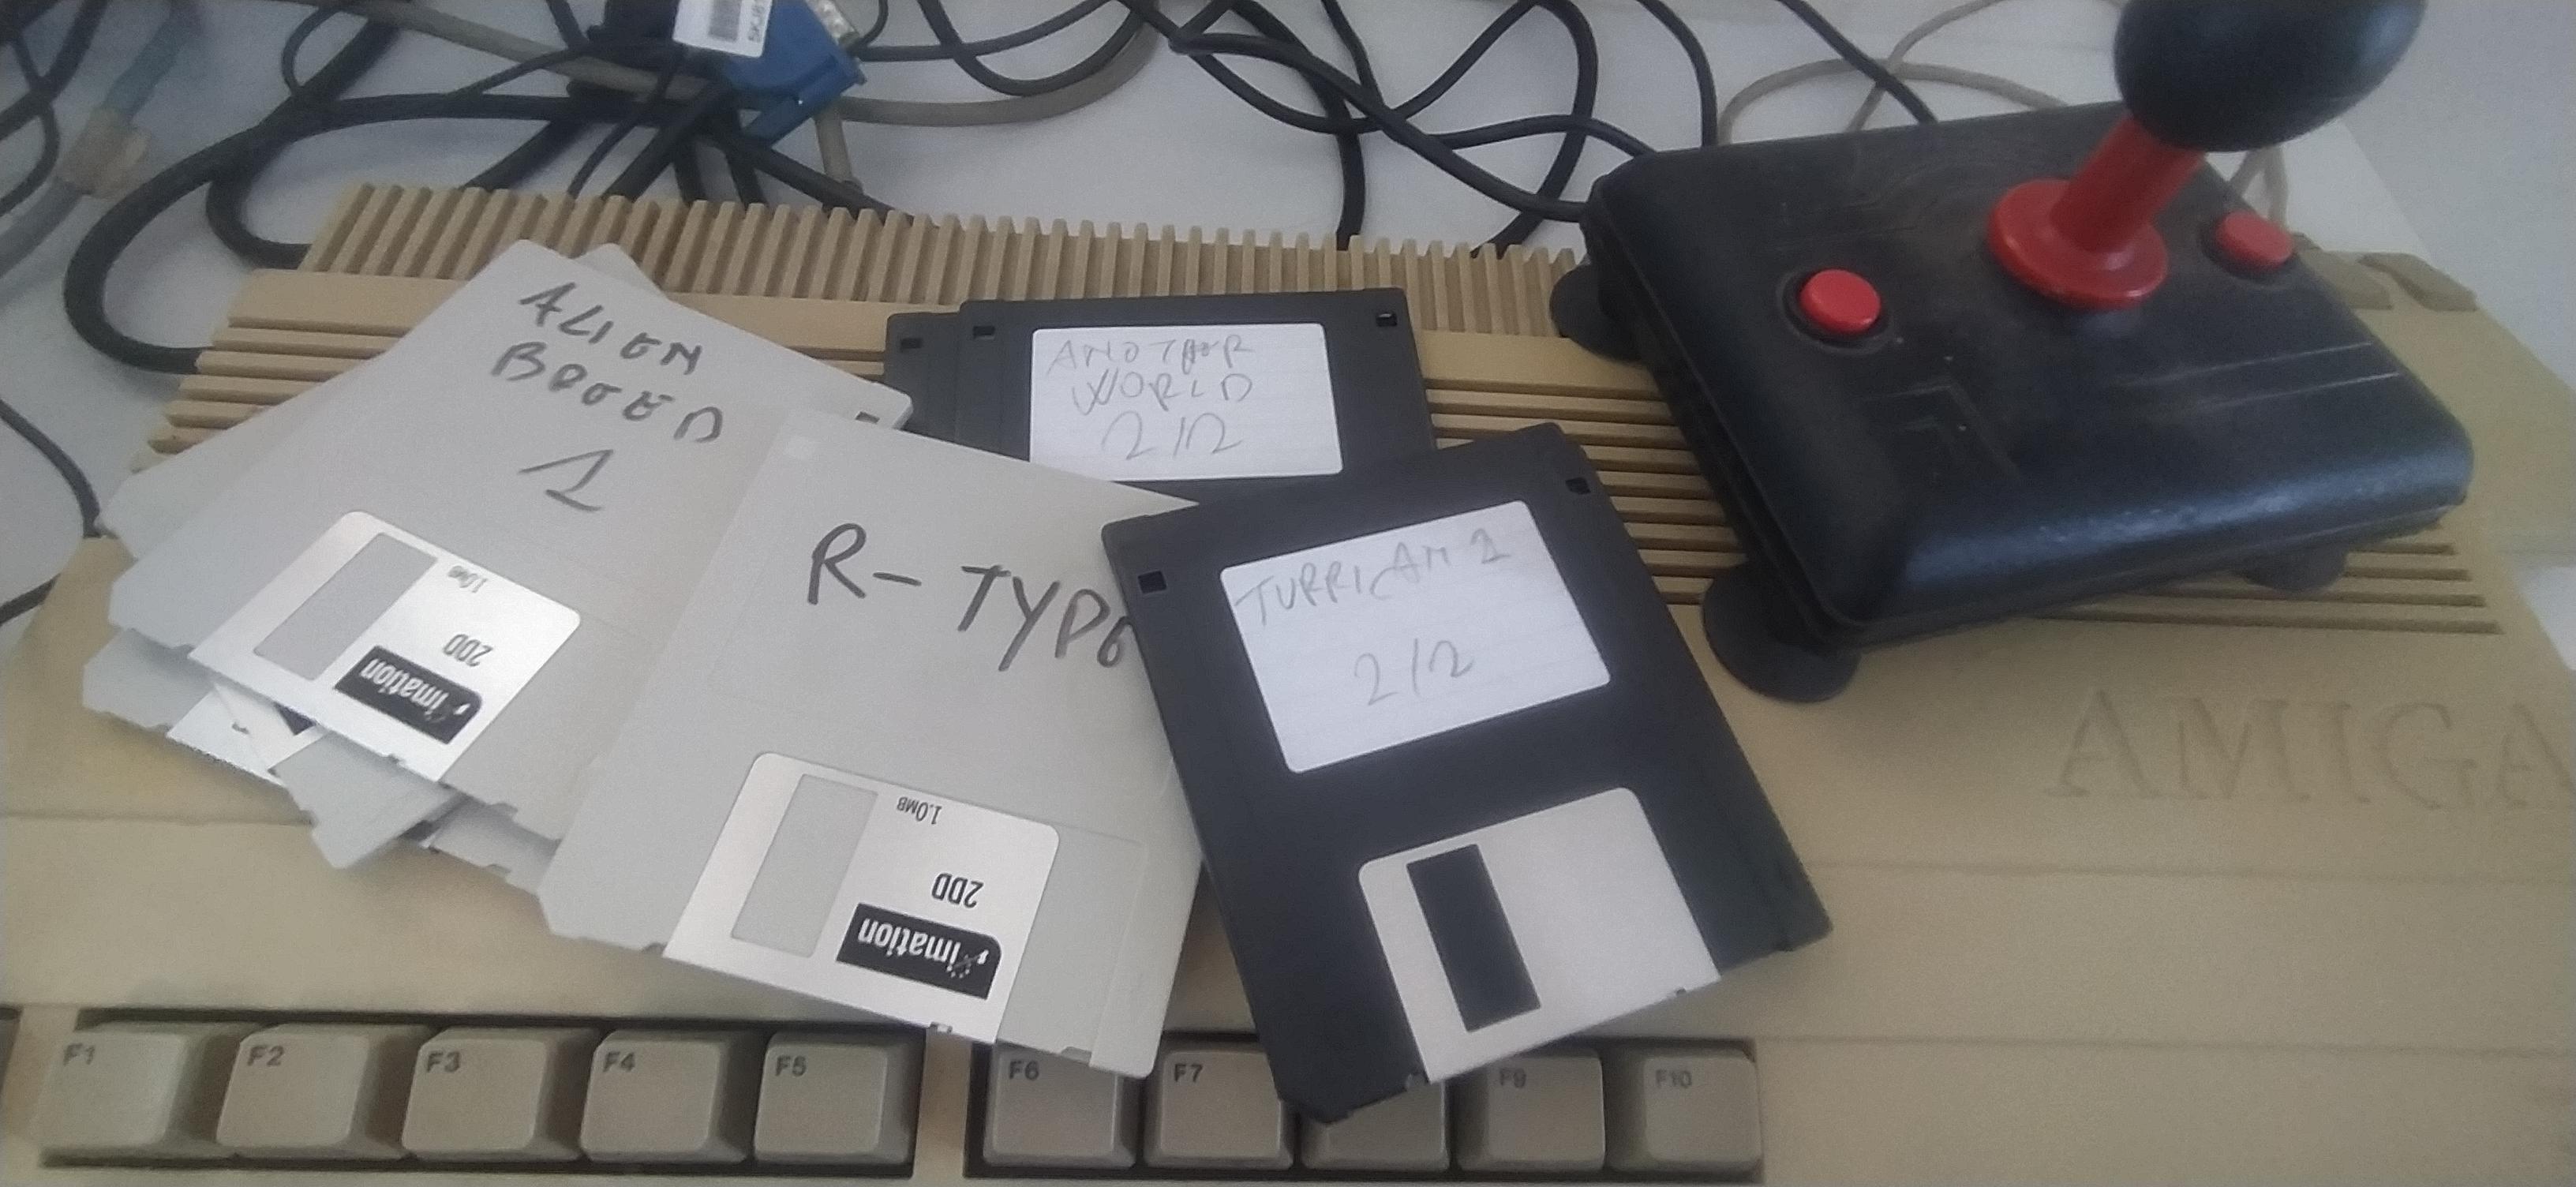 ALIEN
BREED
1
1.0MB
2DD
imation
R-TYPE
1.0MB
2DD
imation
ANOTHER
WORLD
2/2
TURRICAN 2
2/2
AMIGA
F1
F2
F3
F4
F5
F6
F7
F9
F10